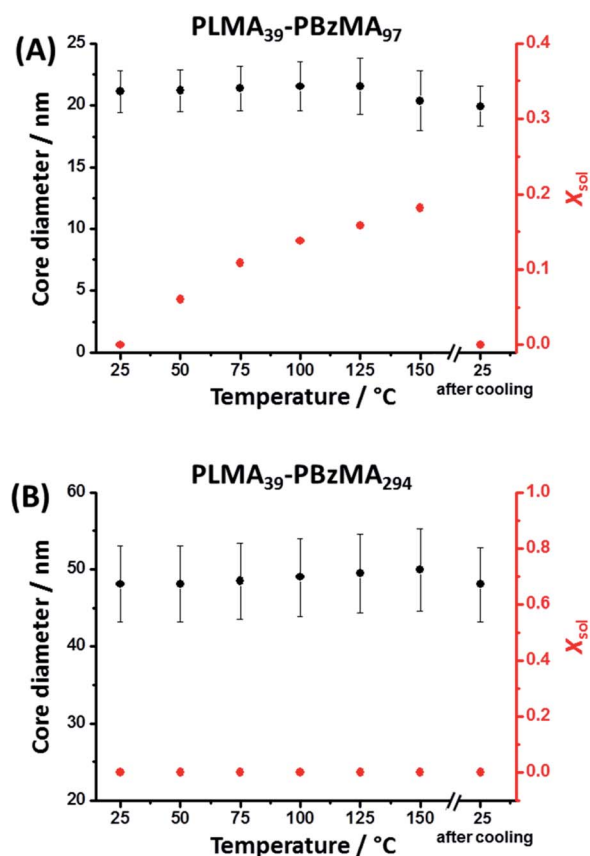 (A)
PLMA39-PBzMA97
Core diameter / nm
25
20
15
10
5
0
0.4
0.3
0.2
0.1
0.0
Xsol
25 50 75 100 125 150 25
after cooling
Temperature / °C
(B)
PLMA39-PBzMA294
Core diameter / nm
60
50
40
30
20
1.0
0.8
0.6
0.4
0.2
0.0
Xsol
25 50 75 100 125 150 25
after cooling
Temperature / °C